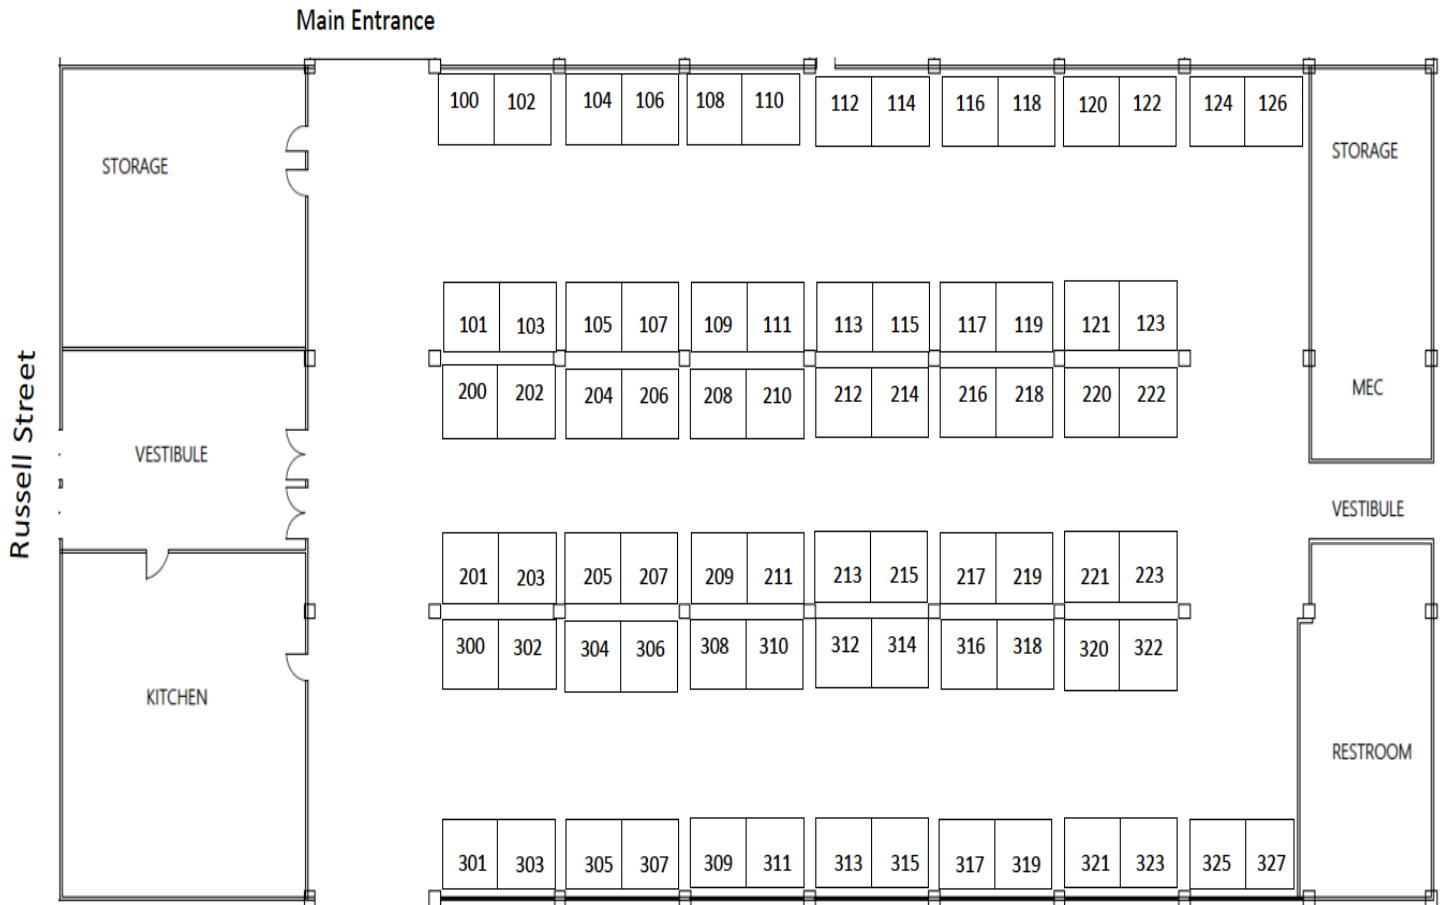 Main Entrance
100 102 104 106 108 110 112 114 116 118 120 122 124 126
STORAGE
STORAGE
101 103 105 107 109 111 113 115 117 119 121 123
200 202 204 206 208 210 212 214 216 218 220 222
MEC
Russell Street
VESTIBULE
VESTIBULE
201 203 205 207 209 211 213 215 217 219 221 223
300 302 304 306 308 310 312 314 316 318 320 322
KITCHEN
RESTROOM
301 303 305 307 309 311 313 315 317 319 321 323 325 327